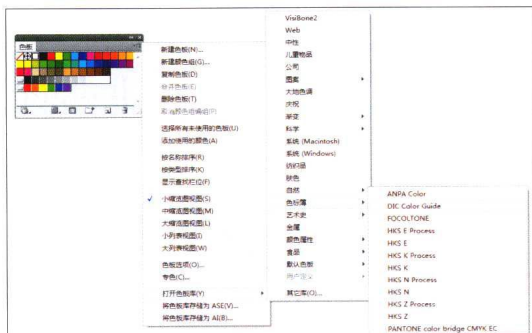 色板
新建色板(N)...
新建颜色组(G)...
复制色板(D)
合并色板(E)
删除色板(T)
取消颜色组编组(P)
选择所有未使用的色板(U)
添加使用的颜色(A)
按名称排序(R)
按类型排序(K)
显示查找栏位(F)
小缩览图视图(S)
中缩览图视图(M)
大缩览图视图(L)
小列表视图(I)
大列表视图(W)
色板选项(O)...
专色(C)...
打开色板库(Y)
将色板库存储为 ASE(V)...
将色板库存储为 AI(B)...
VisiBone2
Web
中性
儿童物品
公司
图案
大地色调
庆祝
渐变
科学
系统 (Macintosh)
系统 (Windows)
纺织品
肤色
自然
色标簿
艺术史
金属
颜色属性
食品
默认色板
用户定义
其它库(O)...
ANPA Color
DIC Color Guide
FOCOLTONE
HKS E Process
HKS E
HKS K Process
HKS K
HKS N Process
HKS N
HKS Z Process
HKS Z
PANTONE color bridge CMYK EC